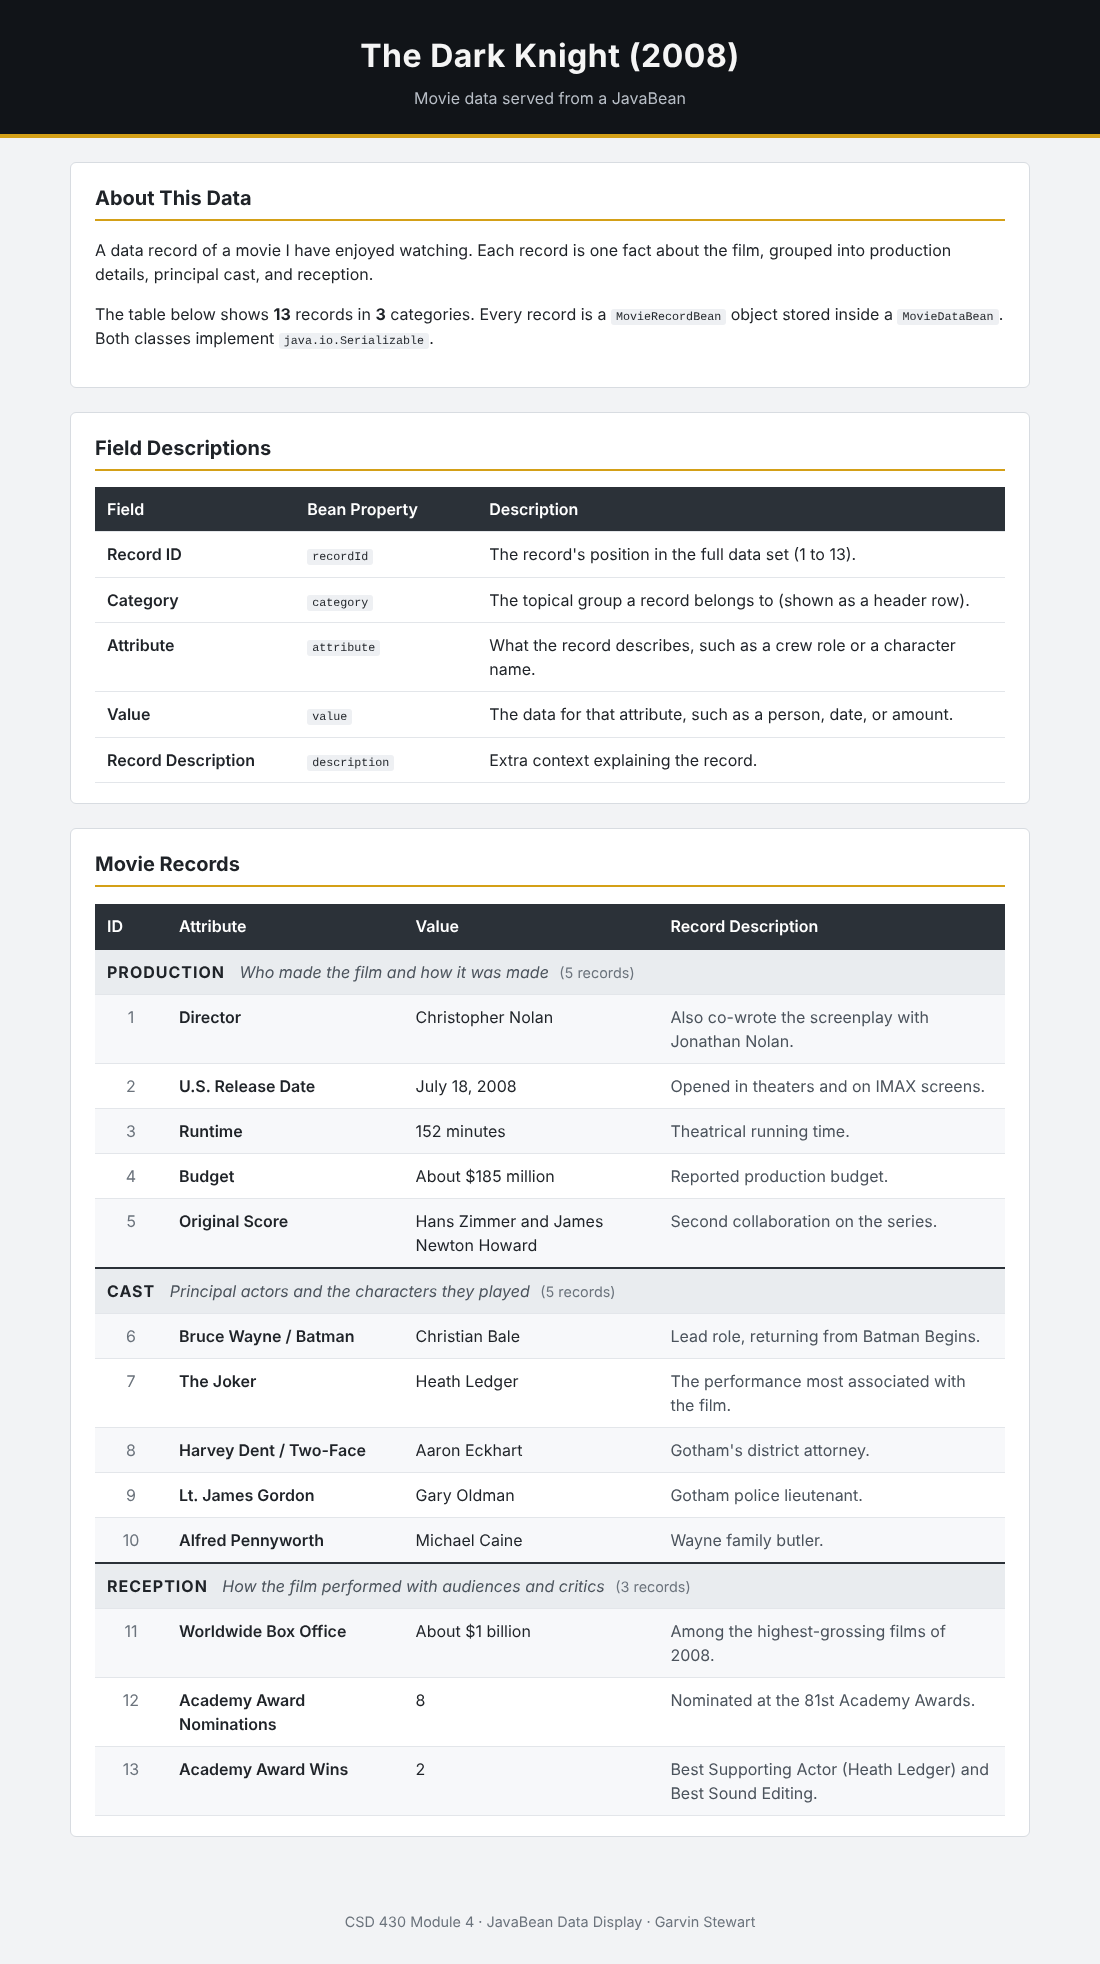 The Dark Knight (2008)
Movie data served from a JavaBean
About This Data
A data record of a movie I have enjoyed watching. Each record is one fact about the film, grouped into production
details, principal cast, and reception.
The table below shows 13 records in 3 categories. Every record is a MovieRecordBean object stored inside a MovieDataBean.
Both classes implement java.io.Serializable.
Field Descriptions
Field Bean Property Description
Record ID recordId The record's position in the full data set (1 to 13).
Category category The topical group a record belongs to (shown as a header row).
Attribute attribute What the record describes, such as a crew role or a character
name.
Value value The data for that attribute, such as a person, date, or amount.
Record Description description Extra context explaining the record.
Movie Records
ID Attribute Value Record Description
PRODUCTION Who made the film and how it was made (5 records)
1 Director Christopher Nolan Also co-wrote the screenplay with
Jonathan Nolan.
2 U.S. Release Date July 18, 2008 Opened in theaters and on IMAX screens.
3 Runtime 152 minutes Theatrical running time.
4 Budget About $185 million Reported production budget.
5 Original Score Hans Zimmer and James Second collaboration on the series.
Newton Howard
CAST Principal actors and the characters they played (5 records)
6 Bruce Wayne / Batman Christian Bale Lead role, returning from Batman Begins.
7 The Joker Heath Ledger The performance most associated with
the film.
8 Harvey Dent / Two-Face Aaron Eckhart Gotham's district attorney.
9 Lt. James Gordon Gary Oldman Gotham police lieutenant.
10 Alfred Pennyworth Michael Caine Wayne family butler.
RECEPTION How the film performed with audiences and critics (3 records)
11 Worldwide Box Office About $1 billion Among the highest-grossing films of
2008.
12 Academy Award 8 Nominated at the 81st Academy Awards.
Nominations
13 Academy Award Wins 2 Best Supporting Actor (Heath Ledger) and
Best Sound Editing.
CSD 430 Module 4 · JavaBean Data Display · Garvin Stewart